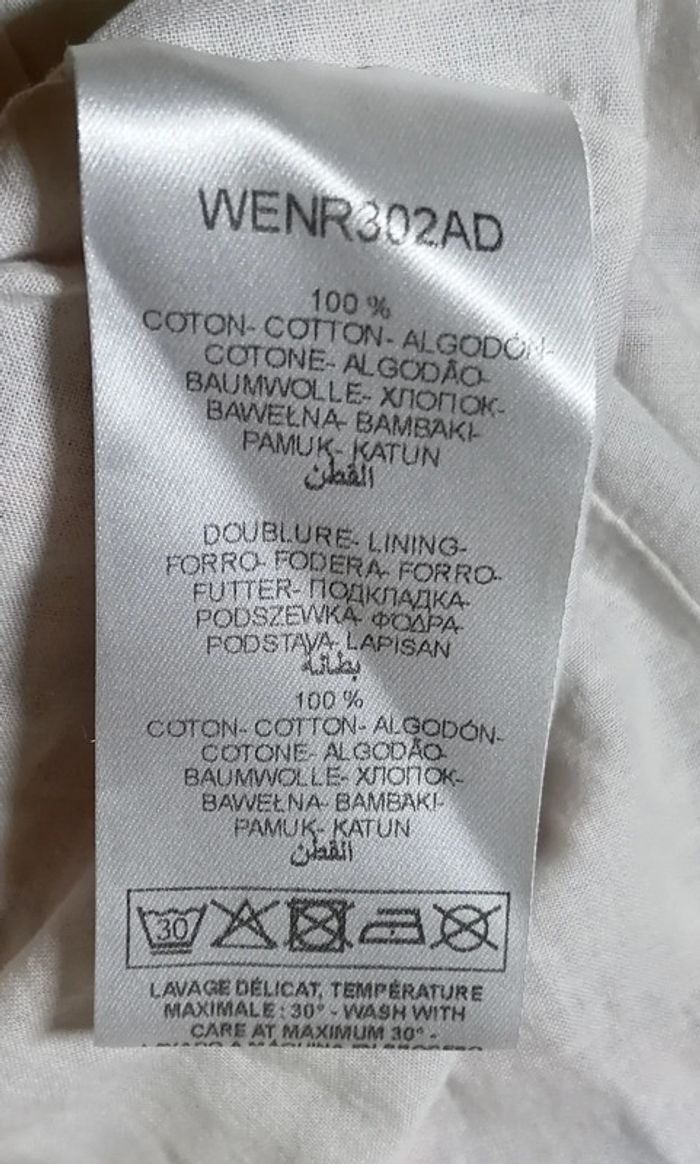 WENR302AD
100 %
COTON- COTTON- ALGODÓN-
COTONE- ALGODÃO-
BAUMWOLLE- ХЛОПОК-
BAWEŁNA- BAMBAKI-
PAMUK- KATUN
القطن
DOUBLURE- LINING-
FORRO- FODERA- FORRO-
FUTTER- ПОДКЛАДКА-
PODSZEWKA- ΦΌΔΡΑ-
PODSTAVA- LAPISAN
بطانة
100 %
COTON- COTTON- ALGODÓN-
COTONE- ALGODÃO-
BAUMWOLLE- ХЛОПОК-
BAWEŁNA- BAMBAKI-
PAMUK- KATUN
القطن
30
LAVAGE DÉLICAT, TEMPÉRATURE
MAXIMALE : 30° - WASH WITH
CARE AT MAXIMUM 30° -